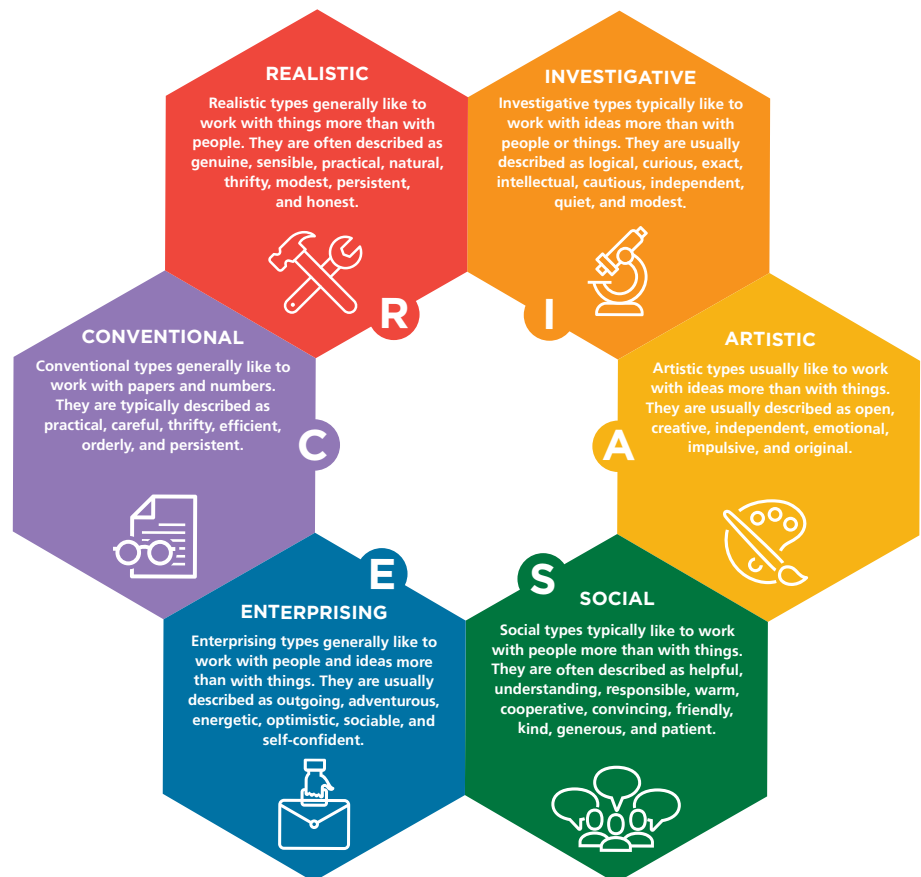 REALISTIC
Realistic types generally like to
work with things more than with
people. They are often described as
genuine, sensible, practical, natural,
thrifty, modest, persistent,
and honest.
R
INVESTIGATIVE
Investigative types typically like to
work with ideas more than with
people or things. They are usually
described as logical, curious, exact,
intellectual, cautious, independent,
quiet, and modest.
I
ARTISTIC
Artistic types usually like to work
with ideas more than with things.
They are usually described as open,
creative, independent, emotional,
impulsive, and original.
A
SOCIAL
Social types typically like to work
with people more than with things.
They are often described as helpful,
understanding, responsible, warm,
cooperative, convincing, friendly,
kind, generous, and patient.
S
ENTERPRISING
Enterprising types generally like to
work with people and ideas more
than with things. They are usually
described as outgoing, adventurous,
energetic, optimistic, sociable, and
self-confident.
E
CONVENTIONAL
Conventional types generally like to
work with papers and numbers.
They are typically described as
practical, careful, thrifty, efficient,
orderly, and persistent.
C